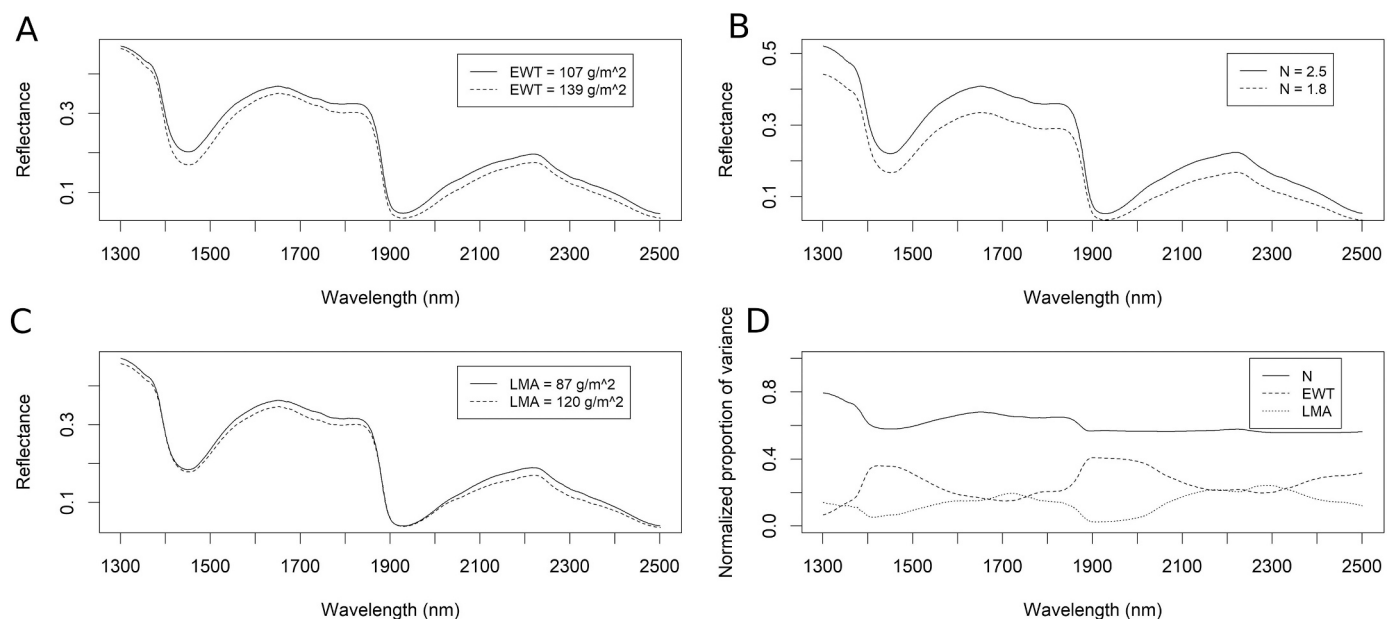 A
EWT = 107 g/m^2
EWT = 139 g/m^2
Reflectance
0.3
0.1
1300 1500 1700 1900 2100 2300 2500
Wavelength (nm)
B
N = 2.5
N = 1.8
Reflectance
0.5
0.3
0.1
1300 1500 1700 1900 2100 2300 2500
Wavelength (nm)
C
LMA = 87 g/m^2
LMA = 120 g/m^2
Reflectance
0.3
0.1
1300 1500 1700 1900 2100 2300 2500
Wavelength (nm)
D
N
EWT
LMA
Normalized proportion of variance
0.8
0.4
0.0
1300 1500 1700 1900 2100 2300 2500
Wavelength (nm)